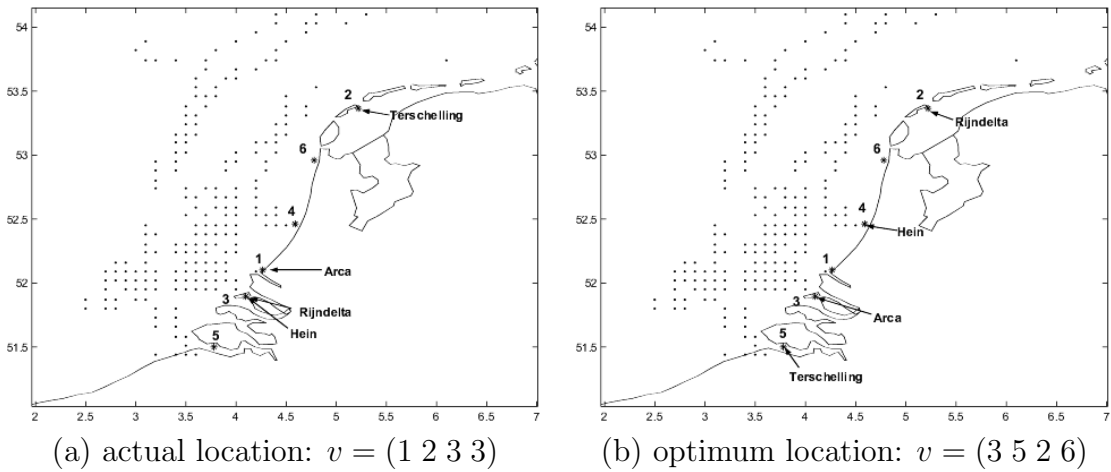 54
53.5
53
52.5
52
51.5
2 2.5 3 3.5 4 4.5 5 5.5 6 6.5 7
2
Terschelling
6
4
1
Arca
3
Rijndelta
Hein
5
(a) actual location: v = (1 2 3 3)
54
53.5
53
52.5
52
51.5
2 2.5 3 3.5 4 4.5 5 5.5 6 6.5 7
2
Rijndelta
6
4
Hein
1
3
Arca
5
Terschelling
(b) optimum location: v = (3 5 2 6)